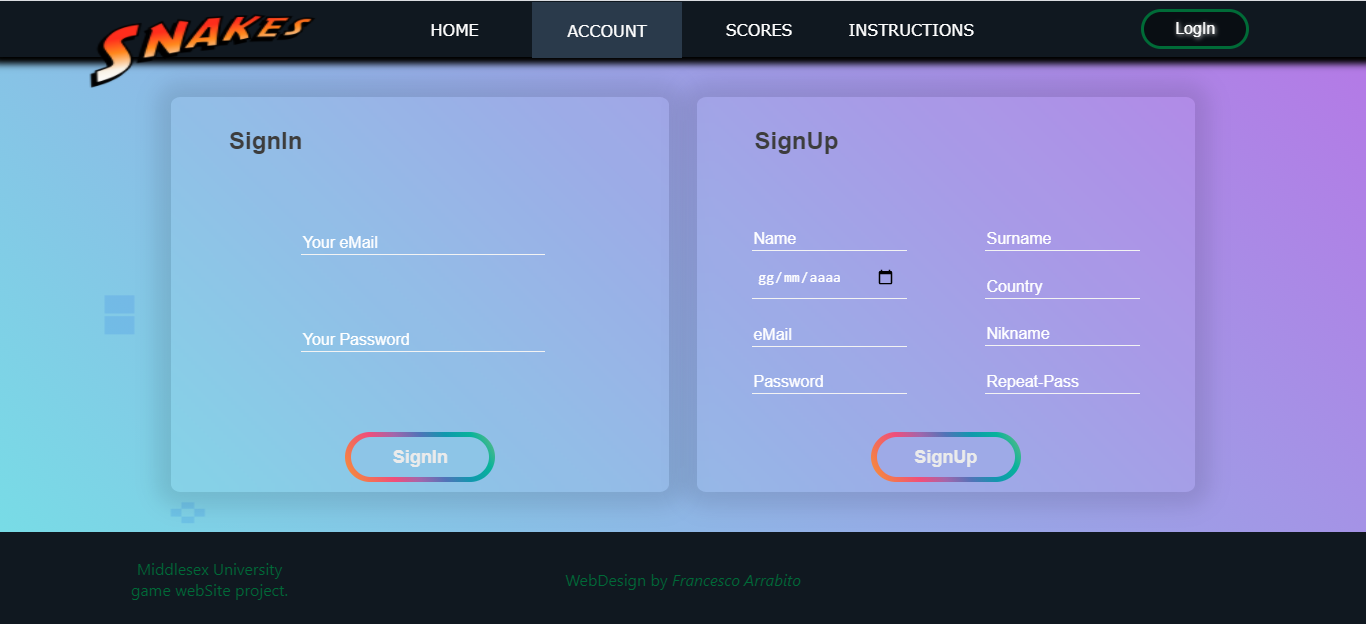 SNAKES
HOME
ACCOUNT
SCORES
INSTRUCTIONS
LogIn
SignIn
Your eMail
Your Password
SignIn
SignUp
Name
Surname
gg/mm/aaaa
Country
eMail
Nikname
Password
Repeat-Pass
SignUp
Middlesex University
game webSite project.
WebDesign by Francesco Arrabito